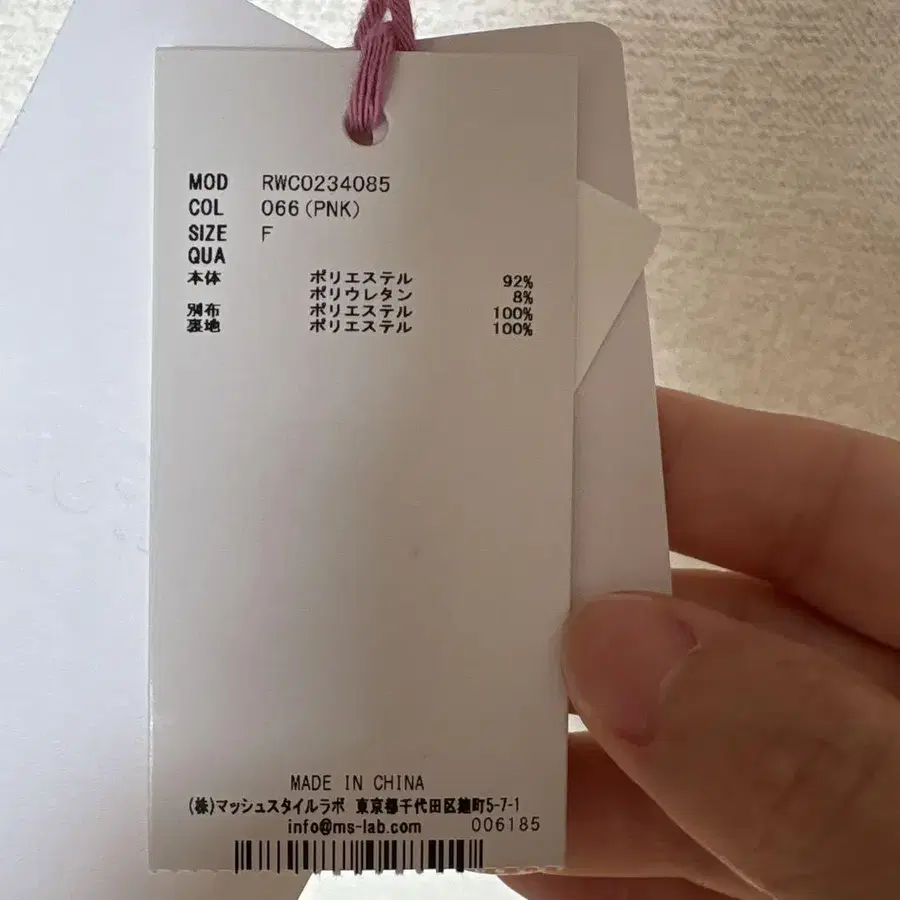 MOD RWC0234085
COL 066(PNK)
SIZE F
QUA
本体 ポリエステル 92%
ポリウレタン 8%
別布 ポリエステル 100%
裏地 ポリエステル 100%
MADE IN CHINA
(株)マッシュスタイルラボ 東京都千代田区麹町5-7-1
info@ms-lab.com 006185